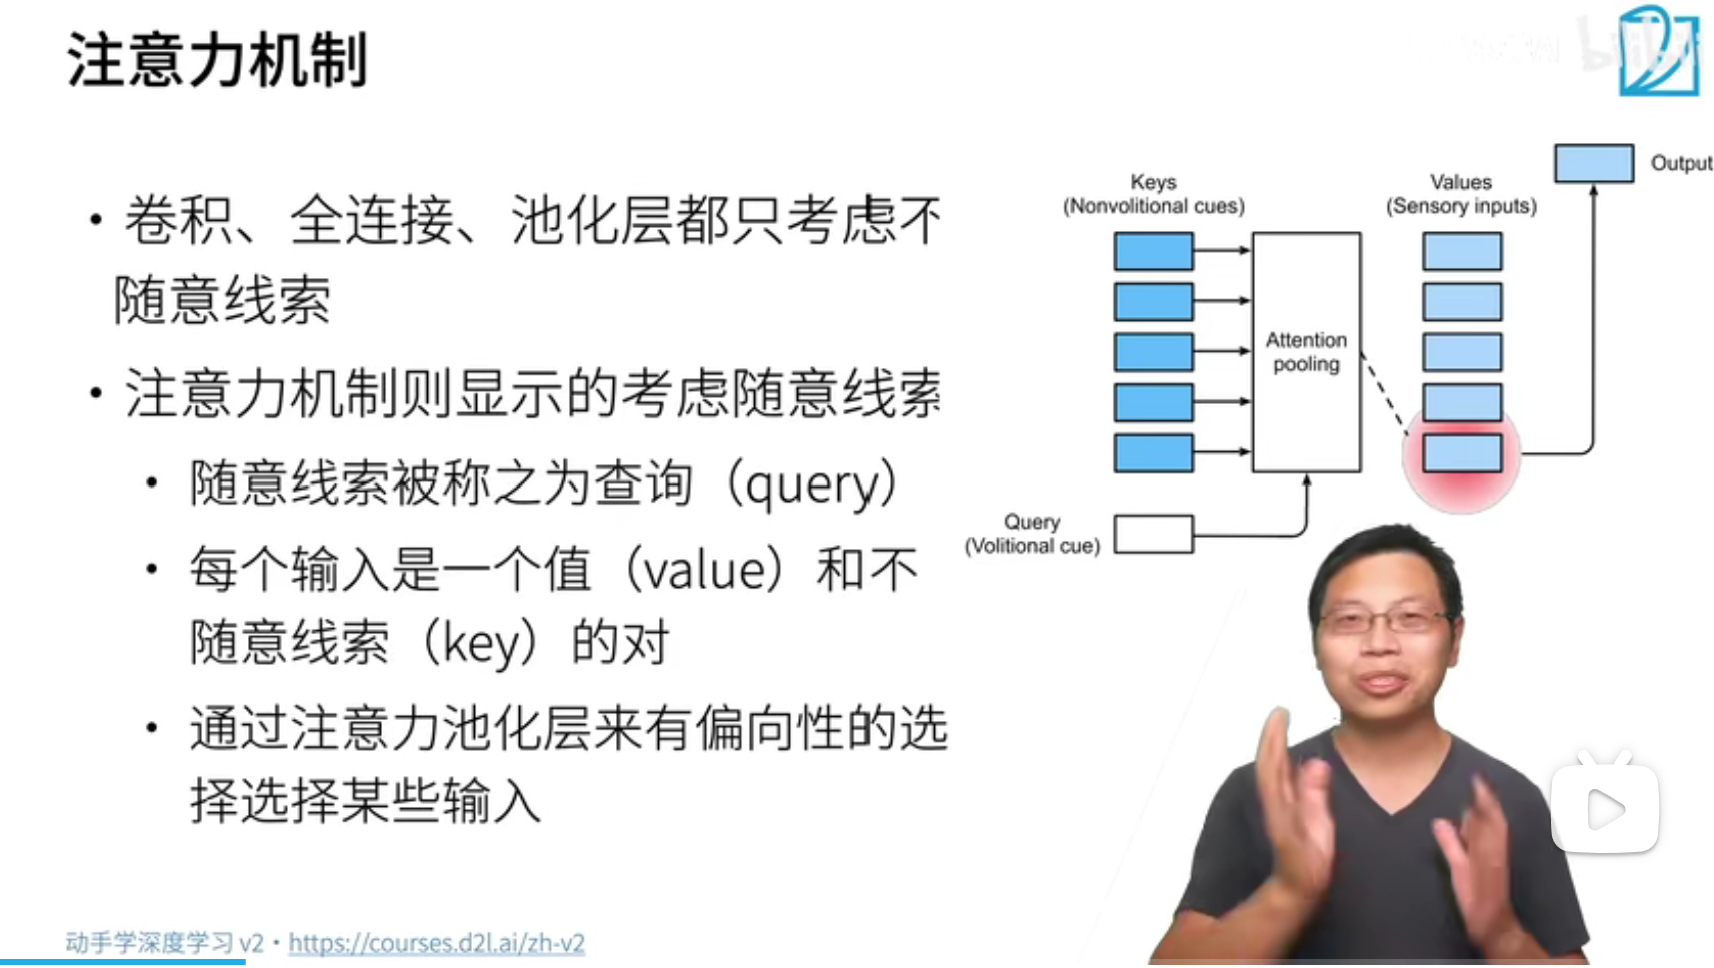 注意力机制
• 卷积、全连接、池化层都只考虑不
随意线索
• 注意力机制则显示的考虑随意线索
• 随意线索被称之为查询（query）
• 每个输入是一个值（value）和不
随意线索（key）的对
• 通过注意力池化层来有偏向性的选
择选择某些输入
Keys
(Nonvolitional cues)
Values
(Sensory inputs)
Output
Attention
pooling
Query
(Volitional cue)
动手学深度学习 v2 · https://courses.d2l.ai/zh-v2